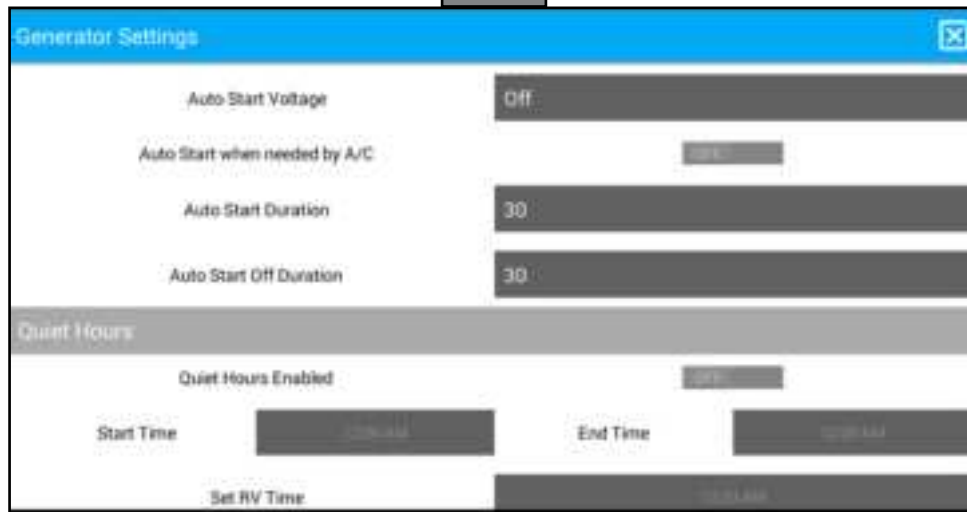 Generator Settings
Auto Start Voltage Off
Auto Start when needed by A/C
Auto Start Duration 30
Auto Start Off Duration 30
Quiet Hours
Quiet Hours Enabled
Start Time End Time
Set RV Time